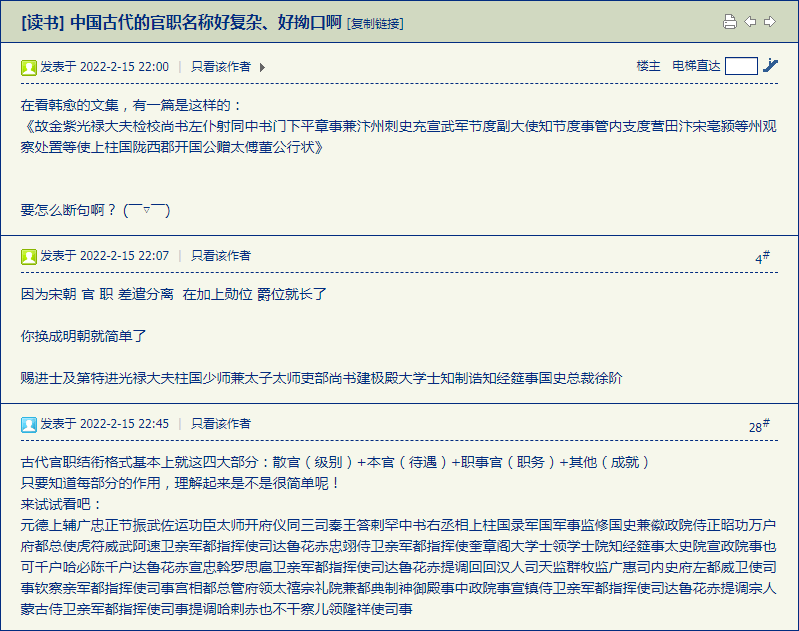 [读书] 中国古代的官职名称好复杂、好拗口啊 [复制链接]
发表于 2022-2-15 22:00 | 只看该作者
楼主 电梯直达
在看韩愈的文集，有一篇是这样的：
《故金紫光禄大夫检校尚书左仆射同中书门下平章事兼汴州刺史充宣武军节度副大使知节度事管内支度营田汴宋亳颍等州观
察处置等使上柱国陇西郡开国公赠太傅董公行状》
要怎么断句啊？(￣▽￣)
发表于 2022-2-15 22:07 | 只看该作者
4#
因为宋朝 官 职 差遣分离 在加上勋位 爵位就长了
你换成明朝就简单了
赐进士及第特进光禄大夫柱国少师兼太子太师吏部尚书建极殿大学士知制诰知经筵事国史总裁徐阶
发表于 2022-2-15 22:45 | 只看该作者
28#
古代官职结衔格式基本上就这四大部分：散官（级别）+本官（待遇）+职事官（职务）+其他（成就）
只要知道每部分的作用，理解起来是不是很简单呢！
来试试看吧：
元德上辅广忠正节振武佐运功臣太师开府仪同三司秦王答剌罕中书右丞相上柱国录军国军事监修国史兼徽政院侍正昭功万户
府都总使虎符威武阿速卫亲军都指挥使司达鲁花赤忠翊侍卫亲军都指挥使奎章阁大学士领学士院知经筵事太史院宣政院事也
可千户哈必陈千户达鲁花赤宣忠斡罗思扈卫亲军都指挥使司达鲁花赤提调回回汉人司天监群牧监广惠司内史府左都威卫使司
事钦察亲军都指挥使司事宫相都总管府领太禧宗礼院兼都典制神御殿事中政院事宣镇侍卫亲军都指挥使司达鲁花赤提调宗人
蒙古侍卫亲军都指挥使司事提调哈剌赤也不干察儿领隆祥使司事